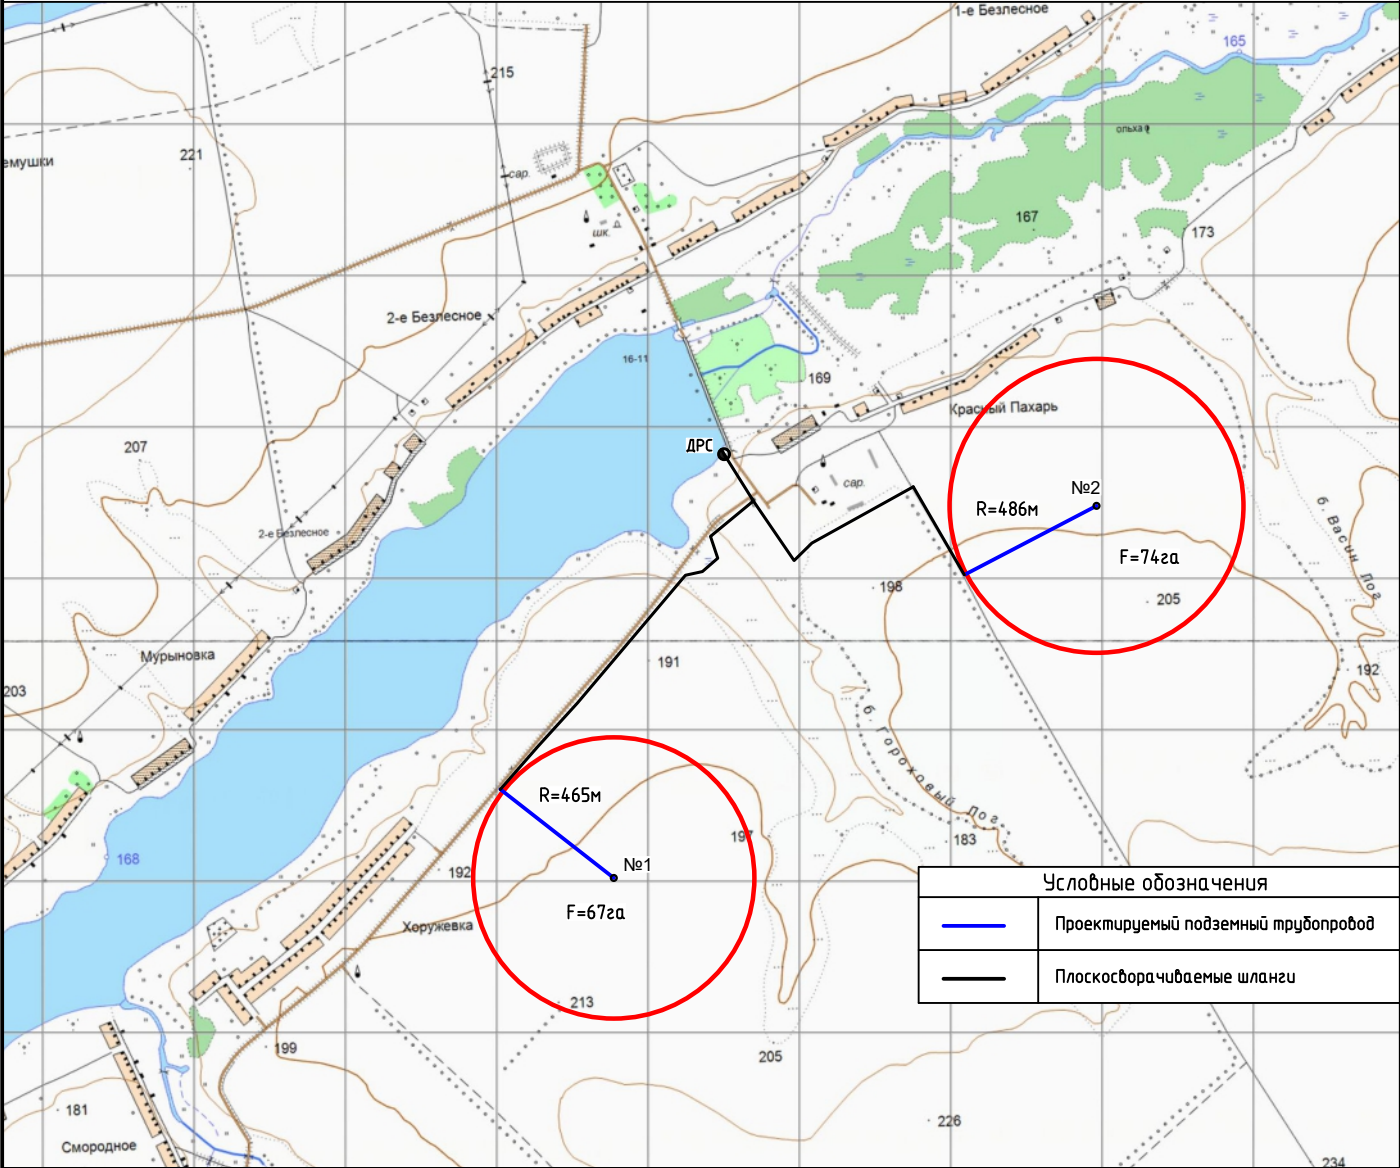 1-е Безлесное
165
215
ольха
емушки
221
сар.
167
173
шк.
2-е Безлесное
16-11
169
Красный Пахарь
207
ДРС
сар.
№2
R=486м
б. Васин Лог
2-е Безлесное
F=74га
198
205
Мурыновка
191
192
203
б. Гороховый Лог
R=465м
197
183
168
192
№1
Условные обозначения
F=67га
Хоружевка
Проектируемый подземный трубопровод
Плоскосворачиваемые шланги
213
199
205
181
226
Смородное
234